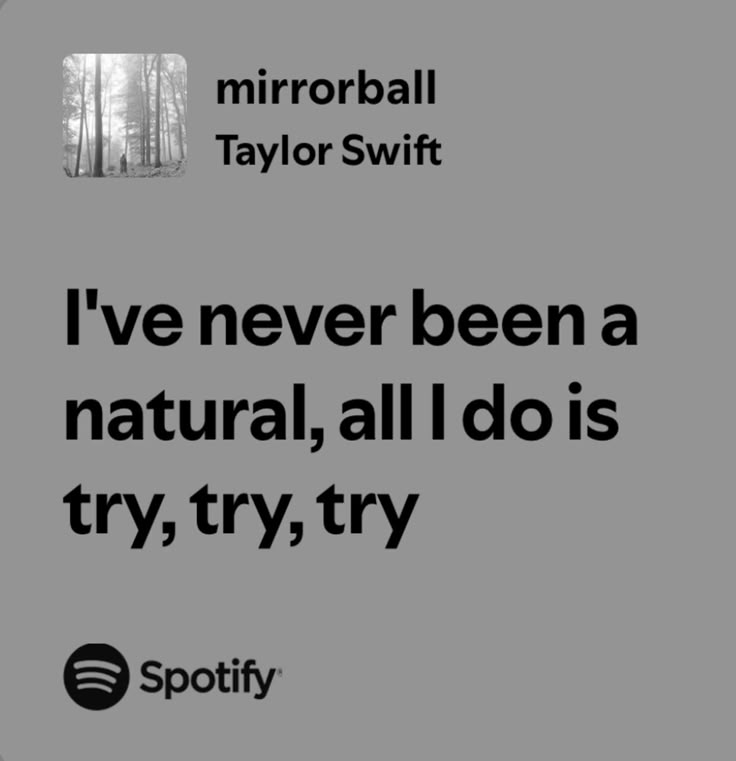 mirrorball
Taylor Swift
I've never been a
natural, all I do is
try, try, try
Spotify